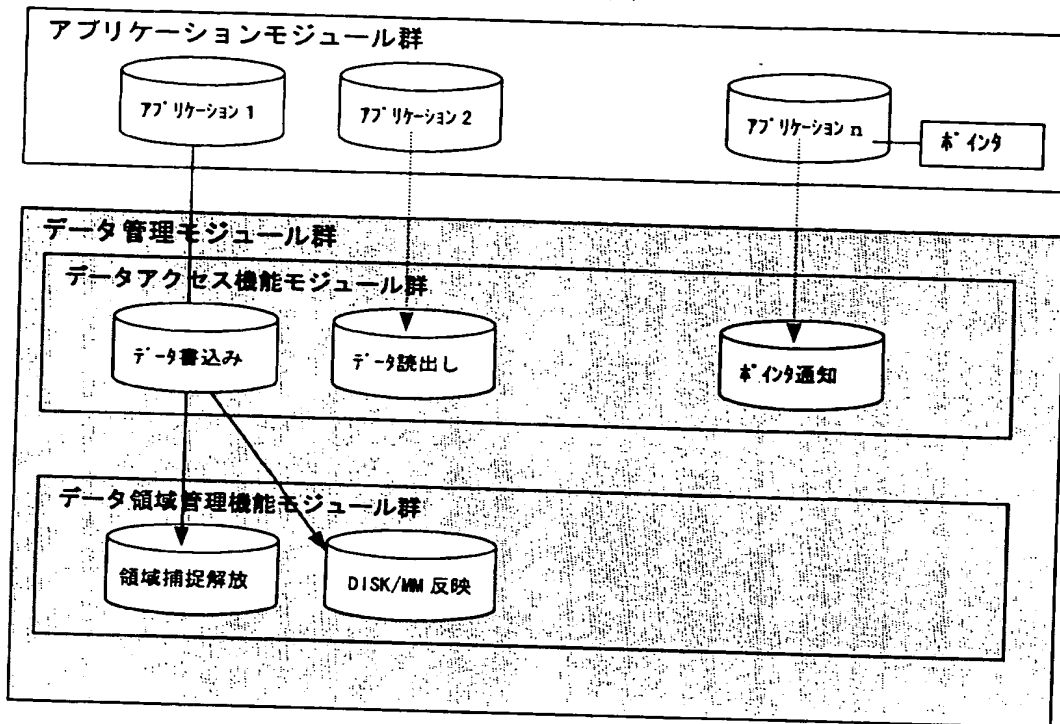 アプリケーションモジュール群
ｱﾌﾟﾘｹｰｼｮﾝ 1
ｱﾌﾟﾘｹｰｼｮﾝ 2
ｱﾌﾟﾘｹｰｼｮﾝ n
ﾎﾟｲﾝﾀ
データ管理モジュール群
データアクセス機能モジュール群
ﾃﾞｰﾀ書込み
ﾃﾞｰﾀ読出し
ﾎﾟｲﾝﾀ通知
データ領域管理機能モジュール群
領域捕捉解放
DISK/MM 反映